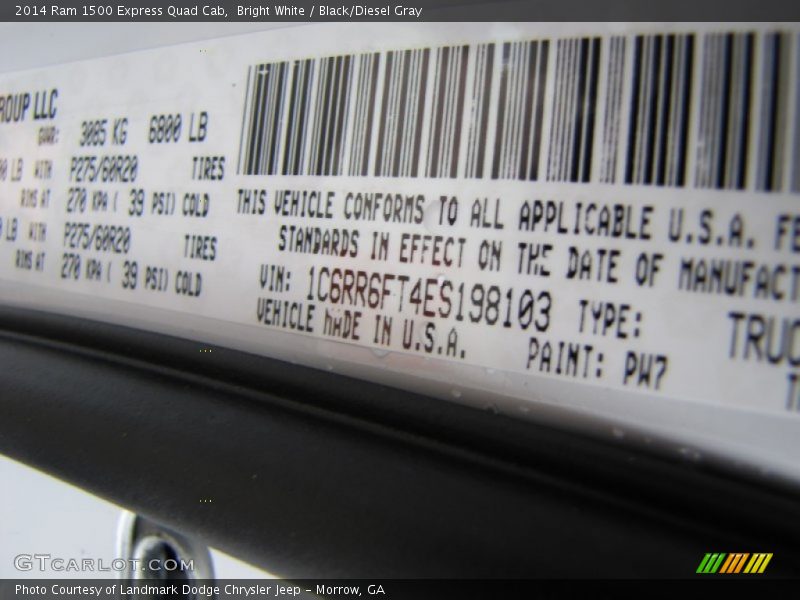 2014 Ram 1500 Express Quad Cab,  Bright White / Black/Diesel Gray
ROUP LLC
GAWR: 3085 KG 6800 LB
LB WITH P275/60R20 TIRES
RIMS AT 270 KPA ( 39 PSI) COLD
LB WITH P275/60R20 TIRES
RIMS AT 270 KPA ( 39 PSI) COLD
THIS VEHICLE CONFORMS TO ALL APPLICABLE U.S.A. FE
STANDARDS IN EFFECT ON THE DATE OF MANUFACT
VIN: 1C6RR6FT4ES198103 TYPE: TRUC
VEHICLE MADE IN U.S.A. PAINT: PW7
GTCARLOT.COM
Photo Courtesy of Landmark Dodge Chrysler Jeep - Morrow, GA